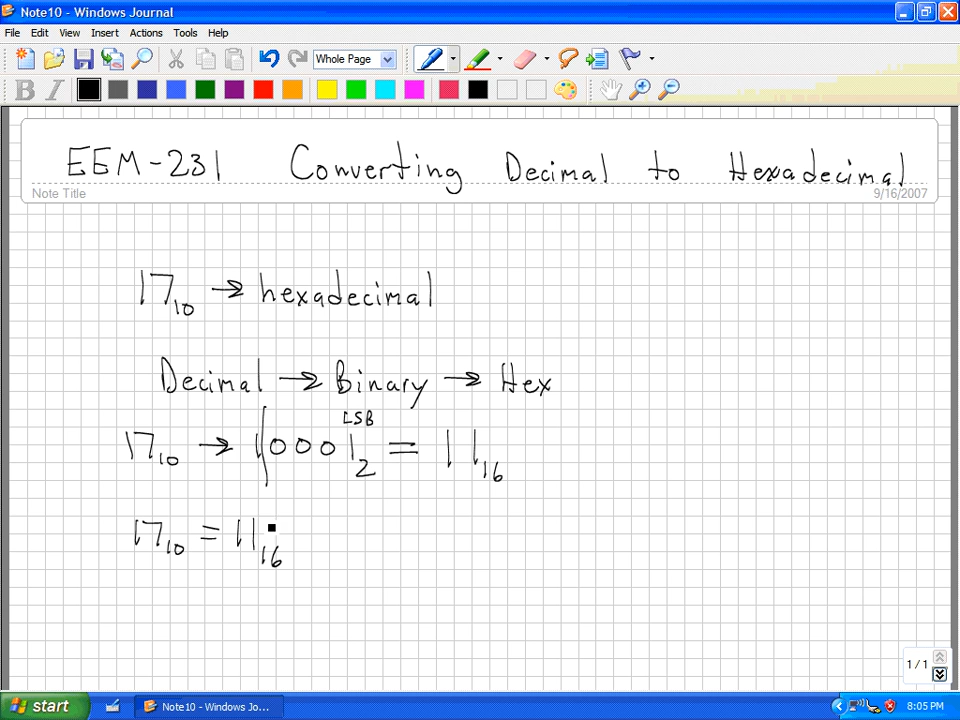 Note10 - Windows Journal
File Edit View Insert Actions Tools Help
Whole Page
B I
EEM-231 Converting Decimal to Hexadecimal
Note Title 9/16/2007
17₁₀ → hexadecimal
Decimal → Binary → Hex
LSB
17₁₀ → 10001₂ = 11₁₆
17₁₀ = 11₁₆
1 / 1
start Note10 - Windows Jo... 8:05 PM